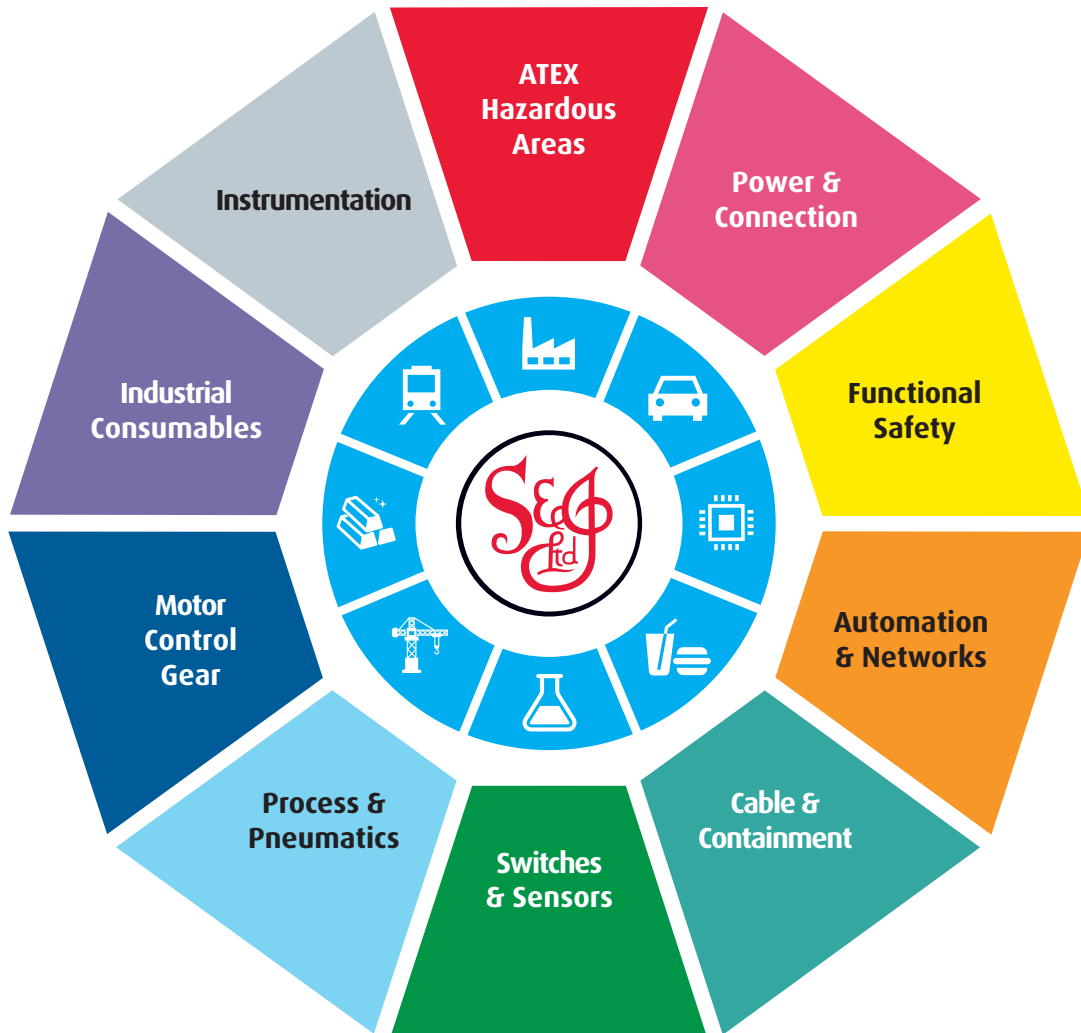 ATEX
Hazardous
Areas
Power &
Connection
Functional
Safety
Automation
& Networks
Cable &
Containment
Switches
& Sensors
Process &
Pneumatics
Motor
Control
Gear
Industrial
Consumables
Instrumentation
S&J
Ltd